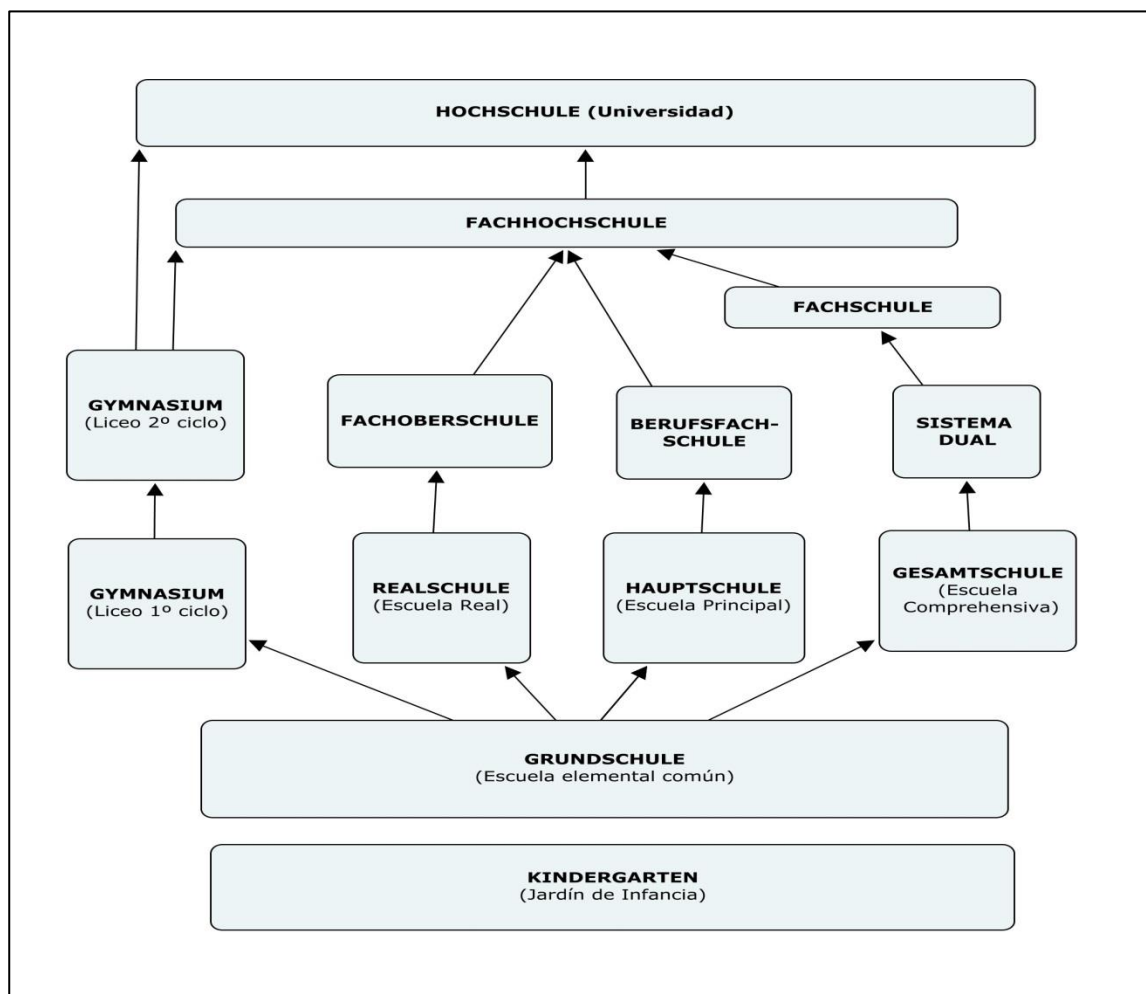 HOCHSCHULE (Universidad)
FACHHOCHSCHULE
FACHSCHULE
GYMNASIUM
(Liceo 2º ciclo)
FACHOBERSCHULE
BERUFSFACH-
SCHULE
SISTEMA
DUAL
GYMNASIUM
(Liceo 1º ciclo)
REALSCHULE
(Escuela Real)
HAUPTSCHULE
(Escuela Principal)
GESAMTSCHULE
(Escuela
Comprehensiva)
GRUNDSCHULE
(Escuela elemental común)
KINDERGARTEN
(Jardín de Infancia)